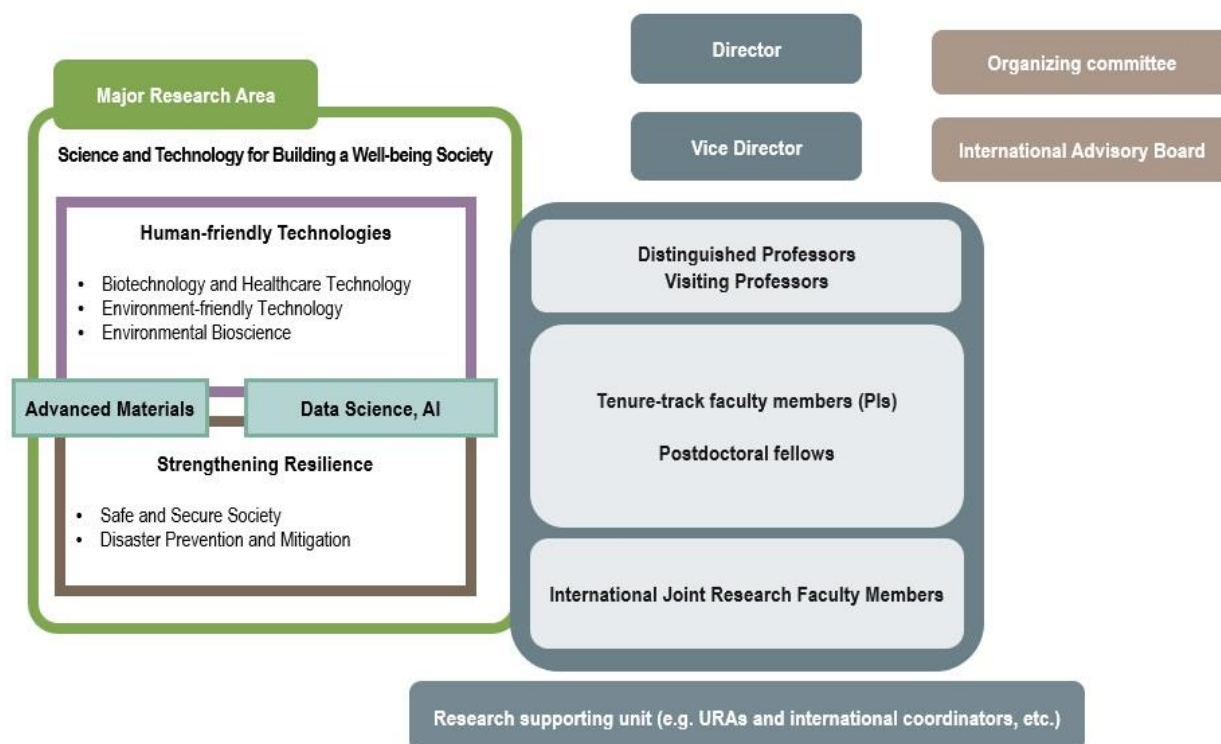 Director
Organizing committee
Major Research Area
Vice Director
International Advisory Board
Science and Technology for Building a Well-being Society
Human-friendly Technologies
• Biotechnology and Healthcare Technology
• Environment-friendly Technology
• Environmental Bioscience
Advanced Materials
Data Science, AI
Strengthening Resilience
• Safe and Secure Society
• Disaster Prevention and Mitigation
Distinguished Professors
Visiting Professors
Tenure-track faculty members (PIs)
Postdoctoral fellows
International Joint Research Faculty Members
Research supporting unit (e.g. URAs and international coordinators, etc.)